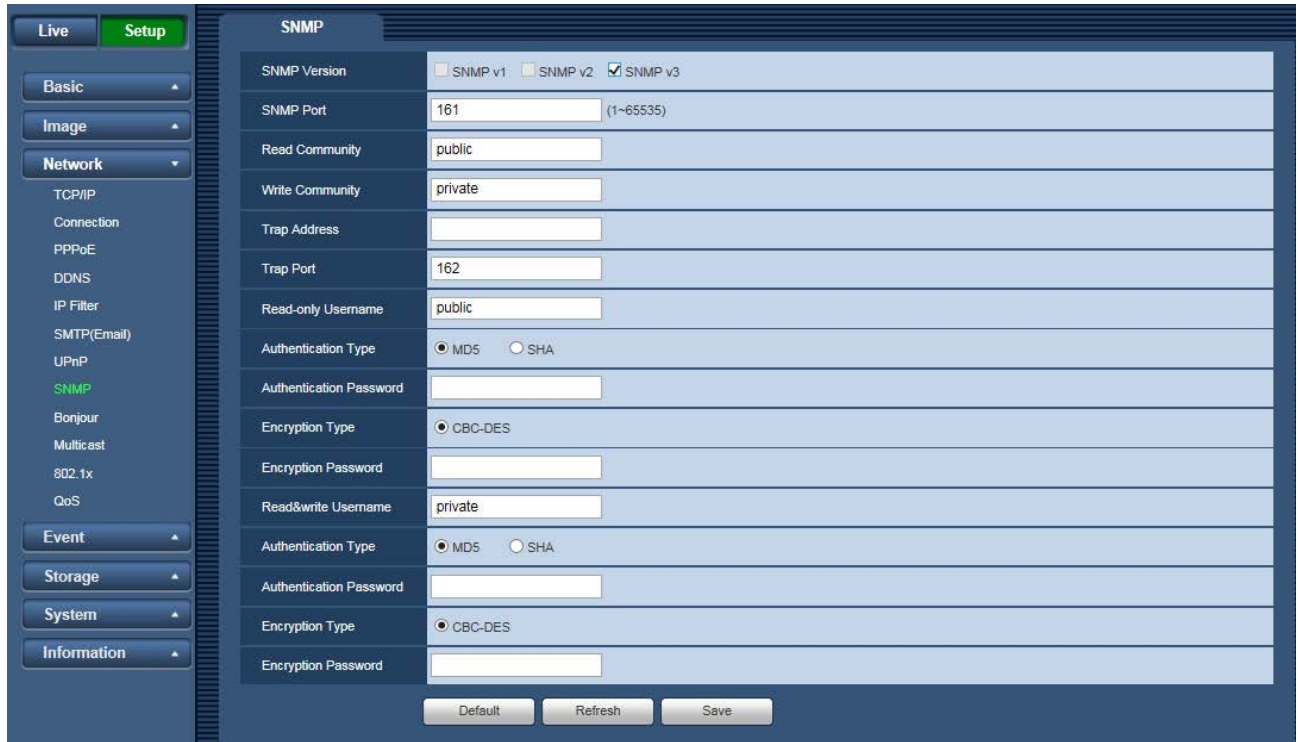 Live Setup
Basic
Image
Network
TCP/IP
Connection
PPPoE
DDNS
IP Filter
SMTP(Email)
UPnP
SNMP
Bonjour
Multicast
802.1x
QoS
Event
Storage
System
Information
SNMP
SNMP Version SNMP v1 SNMP v2 SNMP v3
SNMP Port 161 (1~65535)
Read Community public
Write Community private
Trap Address
Trap Port 162
Read-only Username public
Authentication Type MD5 SHA
Authentication Password
Encryption Type CBC-DES
Encryption Password
Read&write Username private
Authentication Type MD5 SHA
Authentication Password
Encryption Type CBC-DES
Encryption Password
Default Refresh Save